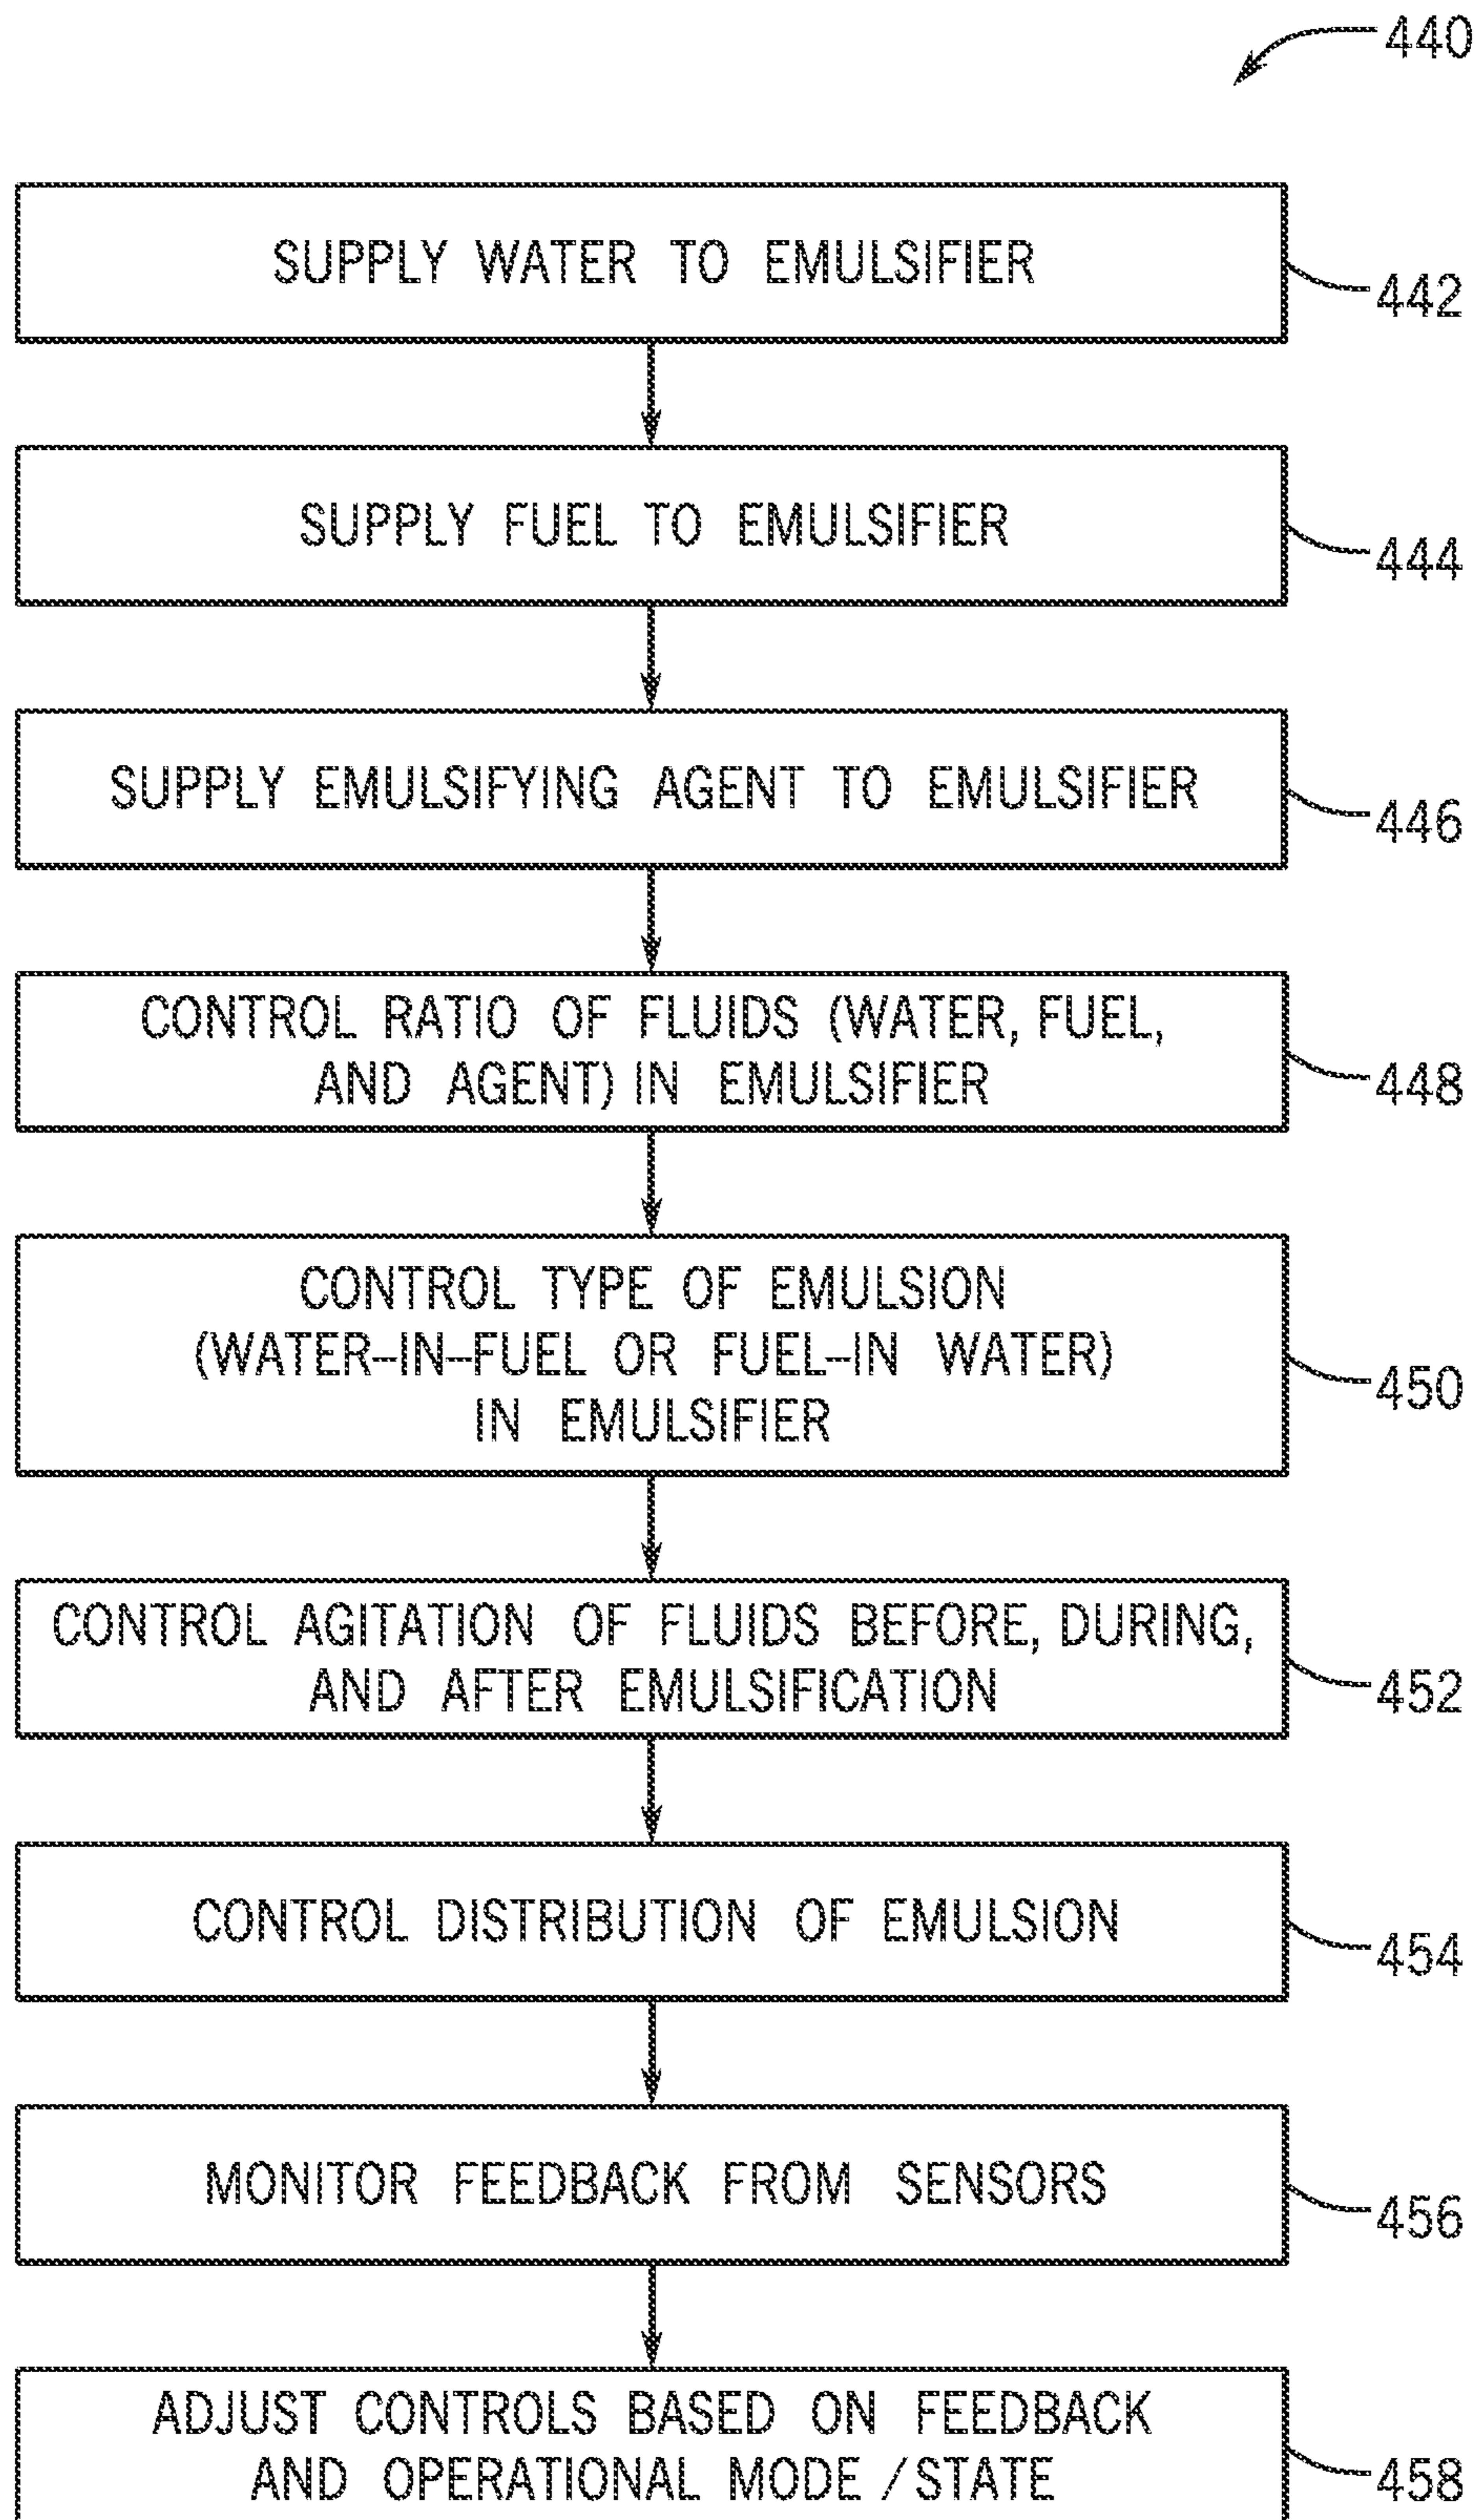 440
SUPPLY WATER TO EMULSIFIER
442
SUPPLY FUEL TO EMULSIFIER
444
SUPPLY EMULSIFYING AGENT TO EMULSIFIER
446
CONTROL RATIO OF FLUIDS (WATER, FUEL,
AND AGENT) IN EMULSIFIER
448
CONTROL TYPE OF EMULSION
(WATER-IN-FUEL OR FUEL-IN WATER)
IN EMULSIFIER
450
CONTROL AGITATION OF FLUIDS BEFORE, DURING,
AND AFTER EMULSIFICATION
452
CONTROL DISTRIBUTION OF EMULSION
454
MONITOR FEEDBACK FROM SENSORS
456
ADJUST CONTROLS BASED ON FEEDBACK
AND OPERATIONAL MODE / STATE
458